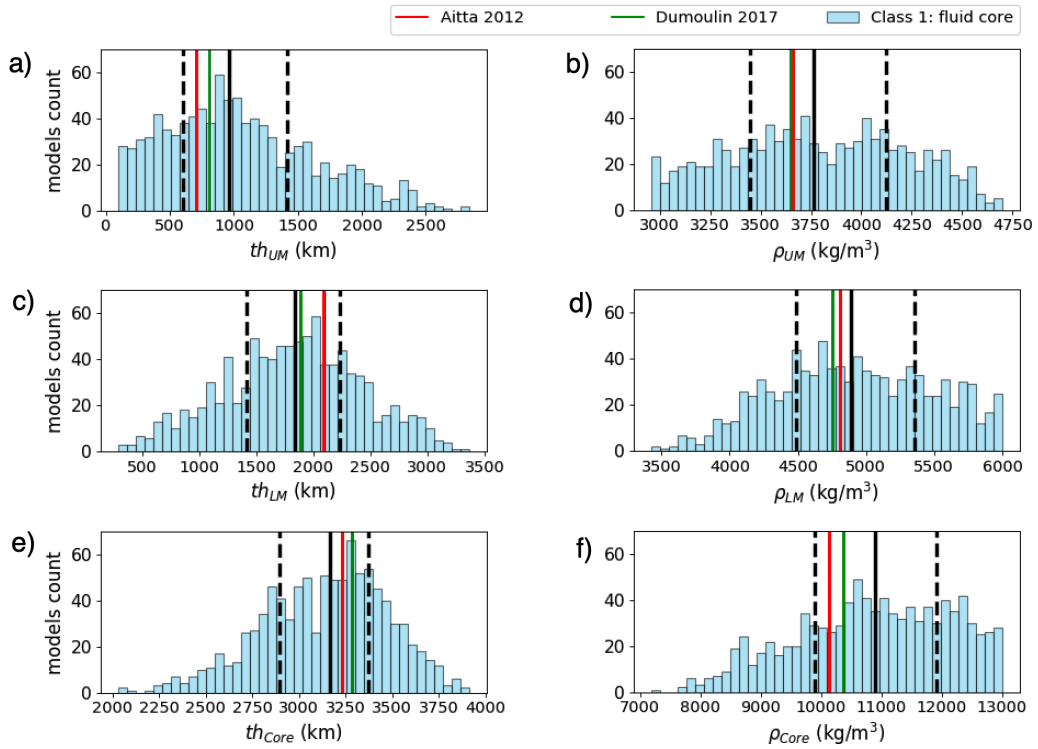 Aitta 2012 Dumoulin 2017 Class 1: fluid core
a)
models count
60
40
20
0
0 500 1000 1500 2000 2500
th_UM (km)
b)
60
40
20
0
3000 3250 3500 3750 4000 4250 4500 4750
ρ_UM (kg/m³)
c)
models count
60
40
20
0
500 1000 1500 2000 2500 3000 3500
th_LM (km)
d)
60
40
20
0
3500 4000 4500 5000 5500 6000
ρ_LM (kg/m³)
e)
models count
60
40
20
0
2000 2250 2500 2750 3000 3250 3500 3750 4000
th_Core (km)
f)
60
40
20
0
7000 8000 9000 10000 11000 12000 13000
ρ_Core (kg/m³)